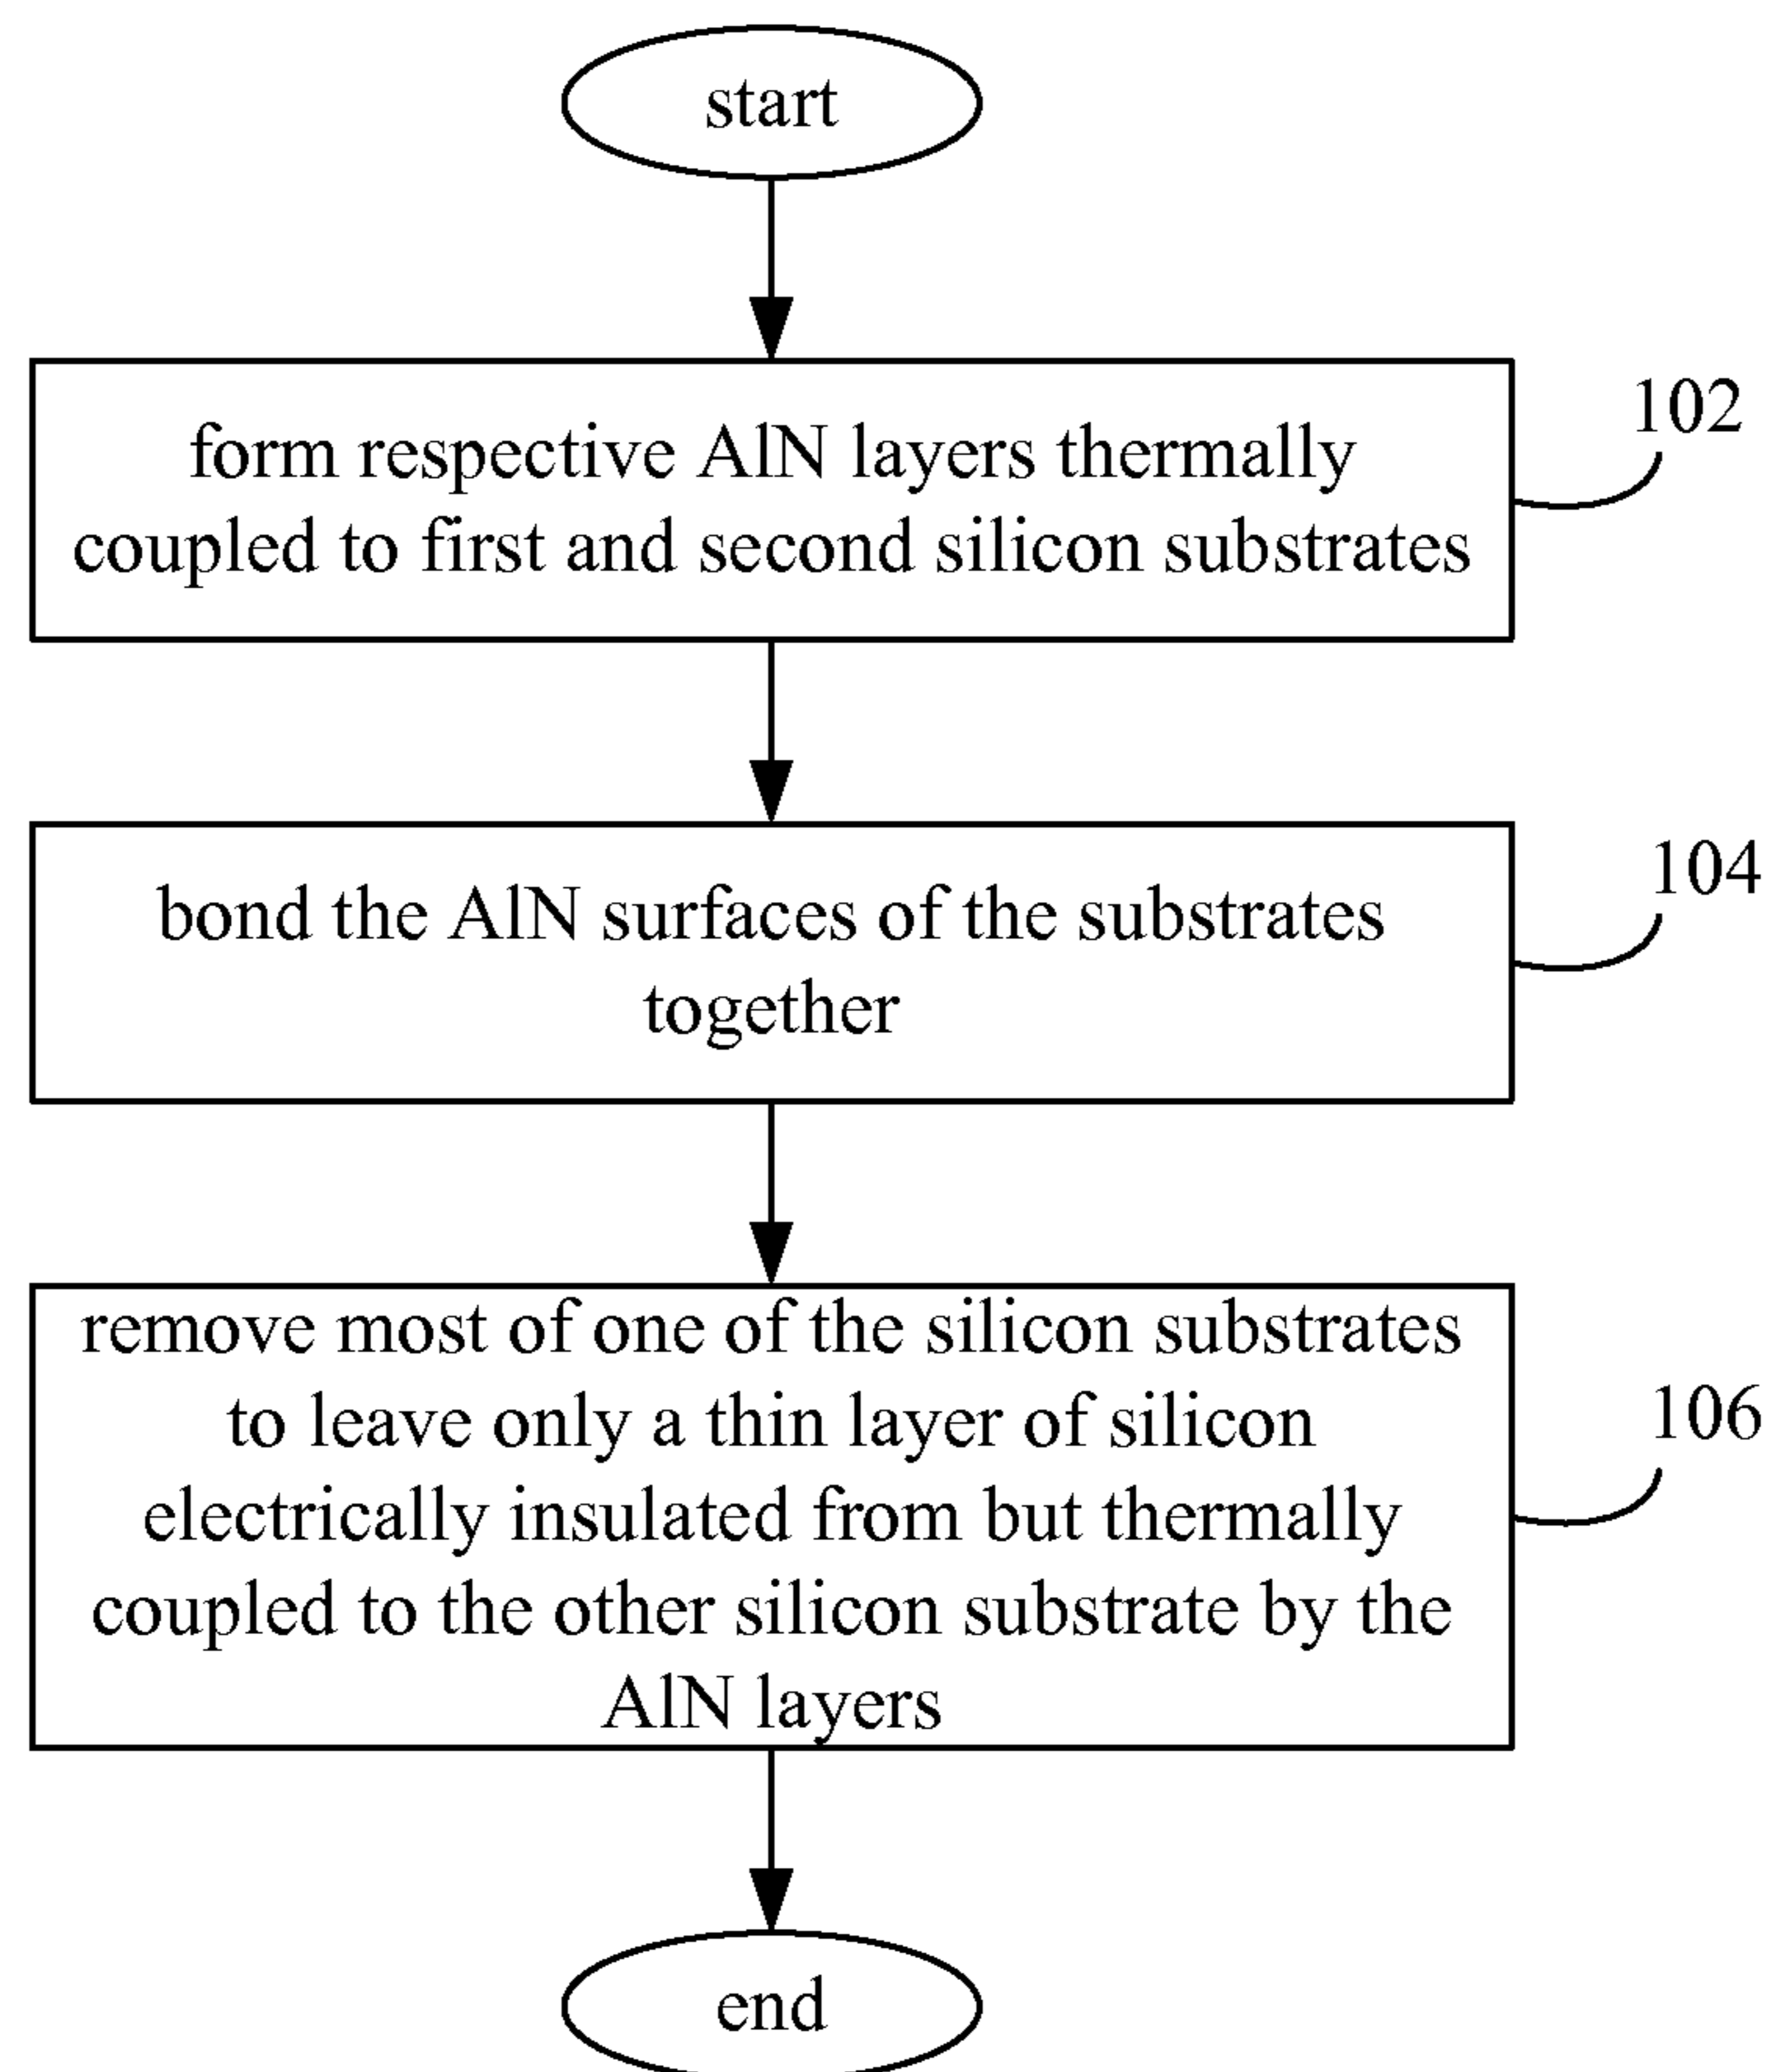 start
form respective AlN layers thermally
coupled to first and second silicon substrates
102
bond the AlN surfaces of the substrates
together
104
remove most of one of the silicon substrates
to leave only a thin layer of silicon
electrically insulated from but thermally
coupled to the other silicon substrate by the
AlN layers
106
end